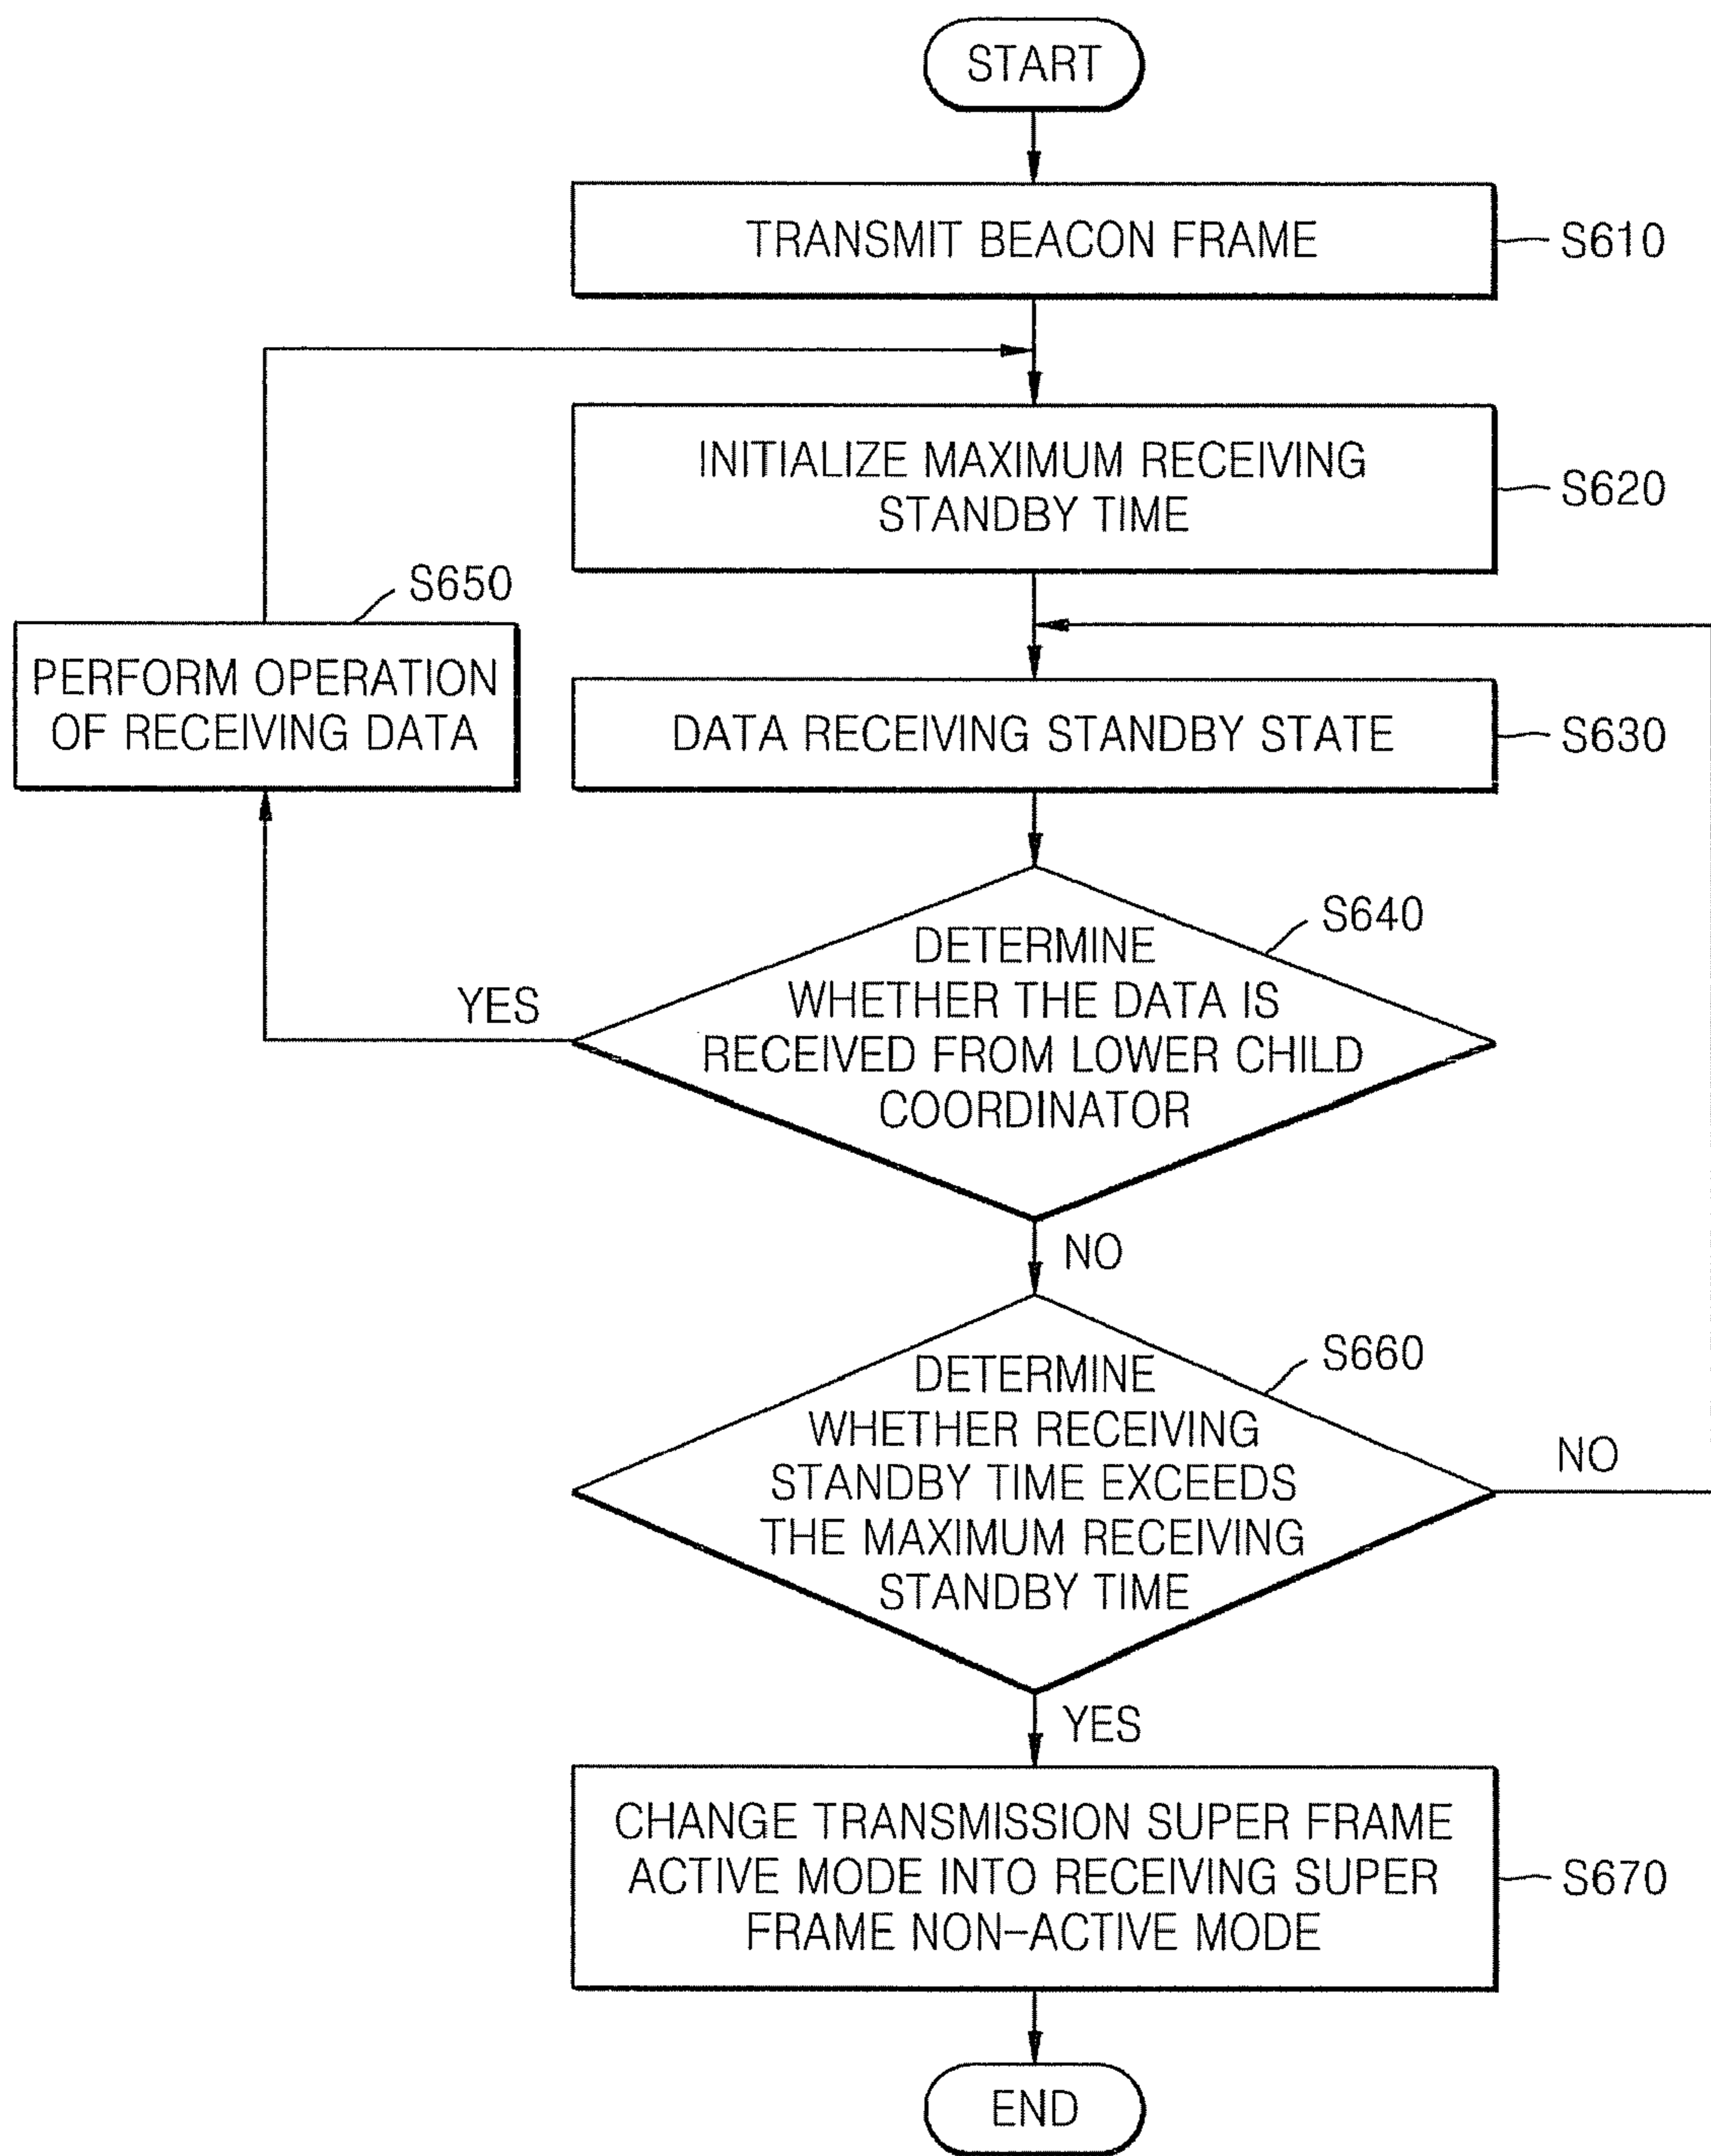 START
TRANSMIT BEACON FRAME
S610
INITIALIZE MAXIMUM RECEIVING
STANDBY TIME
S620
S650
PERFORM OPERATION
OF RECEIVING DATA
DATA RECEIVING STANDBY STATE
S630
S640
DETERMINE
WHETHER THE DATA IS
RECEIVED FROM LOWER CHILD
COORDINATOR
YES
NO
S660
DETERMINE
WHETHER RECEIVING
STANDBY TIME EXCEEDS
THE MAXIMUM RECEIVING
STANDBY TIME
NO
YES
CHANGE TRANSMISSION SUPER FRAME
ACTIVE MODE INTO RECEIVING SUPER
FRAME NON-ACTIVE MODE
S670
END